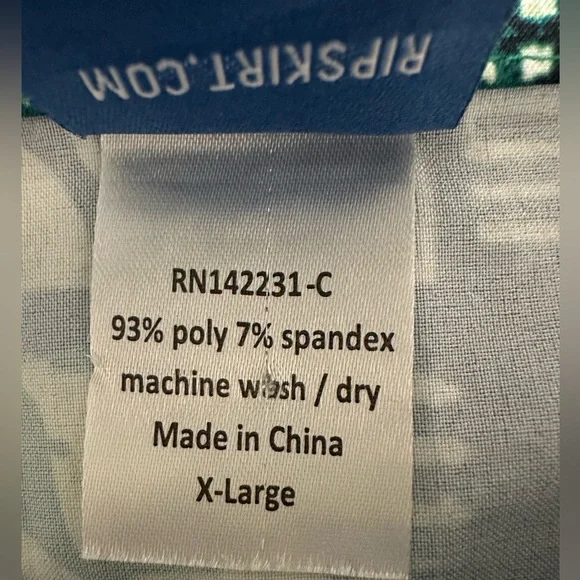 RIPSKIRT.COM
RN142231-C
93% poly 7% spandex
machine wash / dry
Made in China
X-Large